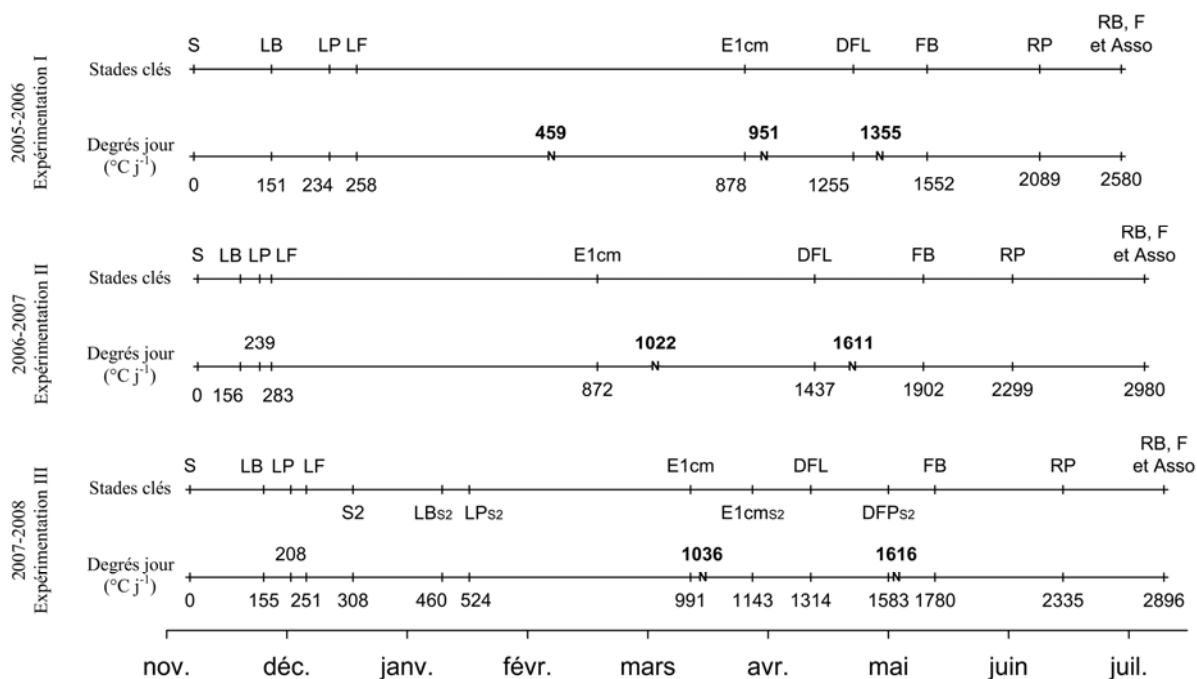 2005-2006
Expérimentation I
RB, F
S LB LP LF E1cm DFL FB RP et Asso
Stades clés
459 951 1355
Degrés jour
N N N
(°C j-1)
0 151 234 258 878 1255 1552 2089 2580
2006-2007
Expérimentation II
RB, F
S LB LP LF E1cm DFL FB RP et Asso
Stades clés
239 1022 1611
Degrés jour
N N
(°C j-1)
0 156 283 872 1437 1902 2299 2980
2007-2008
Expérimentation III
RB, F
S LB LP LF E1cm DFL FB RP et Asso
Stades clés
S2 LBS2 LPS2 E1cmS2 DFPS2
208 1036 1616
Degrés jour
N N
(°C j-1)
0 155 251 308 460 524 991 1143 1314 1583 1780 2335 2896
nov. déc. janv. févr. mars avr. mai juin juil.